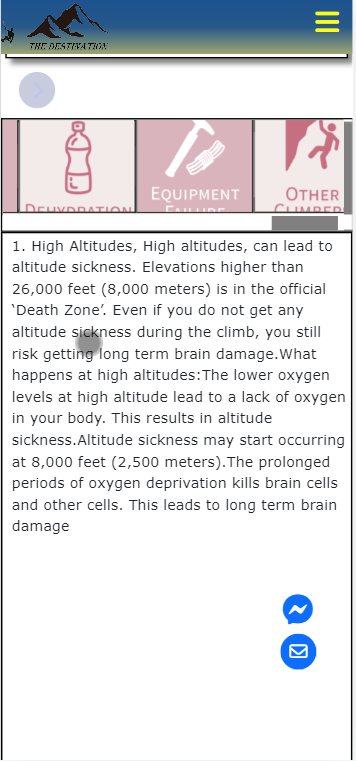 THE DESTINATION
DEHYDRATION
EQUIPMENT
FAILURE
OTHER
CLIMBERS
1. High Altitudes, High altitudes, can lead to
altitude sickness. Elevations higher than
26,000 feet (8,000 meters) is in the official
‘Death Zone’. Even if you do not get any
altitude sickness during the climb, you still
risk getting long term brain damage.What
happens at high altitudes:The lower oxygen
levels at high altitude lead to a lack of oxygen
in your body. This results in altitude
sickness.Altitude sickness may start occurring
at 8,000 feet (2,500 meters).The prolonged
periods of oxygen deprivation kills brain cells
and other cells. This leads to long term brain
damage